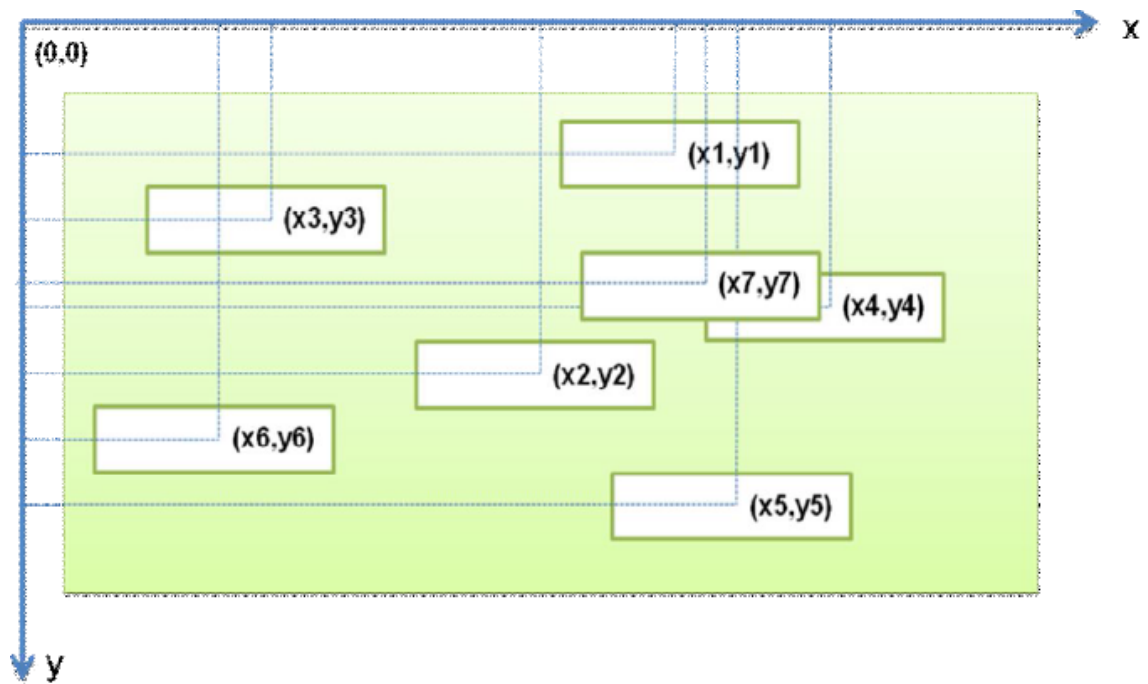 x
(0,0)
(x1,y1)
(x3,y3)
(x7,y7)
(x4,y4)
(x2,y2)
(x6,y6)
(x5,y5)
y